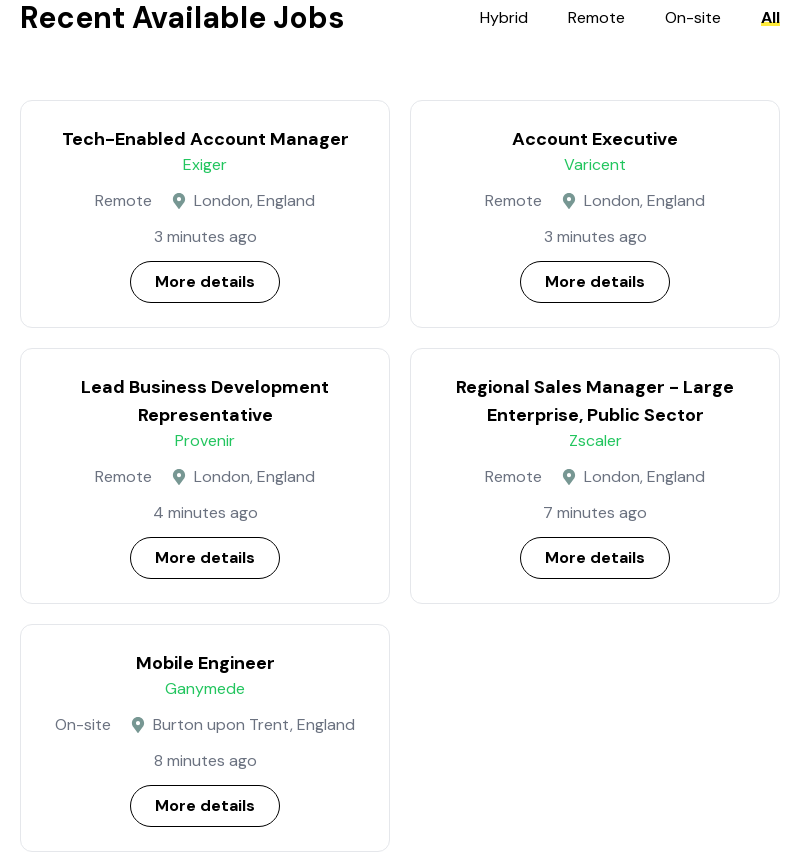 Recent Available Jobs
Hybrid Remote On-site All
Tech-Enabled Account Manager
Exiger
Remote London, England
3 minutes ago
More details
Account Executive
Varicent
Remote London, England
3 minutes ago
More details
Lead Business Development
Representative
Provenir
Remote London, England
4 minutes ago
More details
Regional Sales Manager - Large
Enterprise, Public Sector
Zscaler
Remote London, England
7 minutes ago
More details
Mobile Engineer
Ganymede
On-site Burton upon Trent, England
8 minutes ago
More details